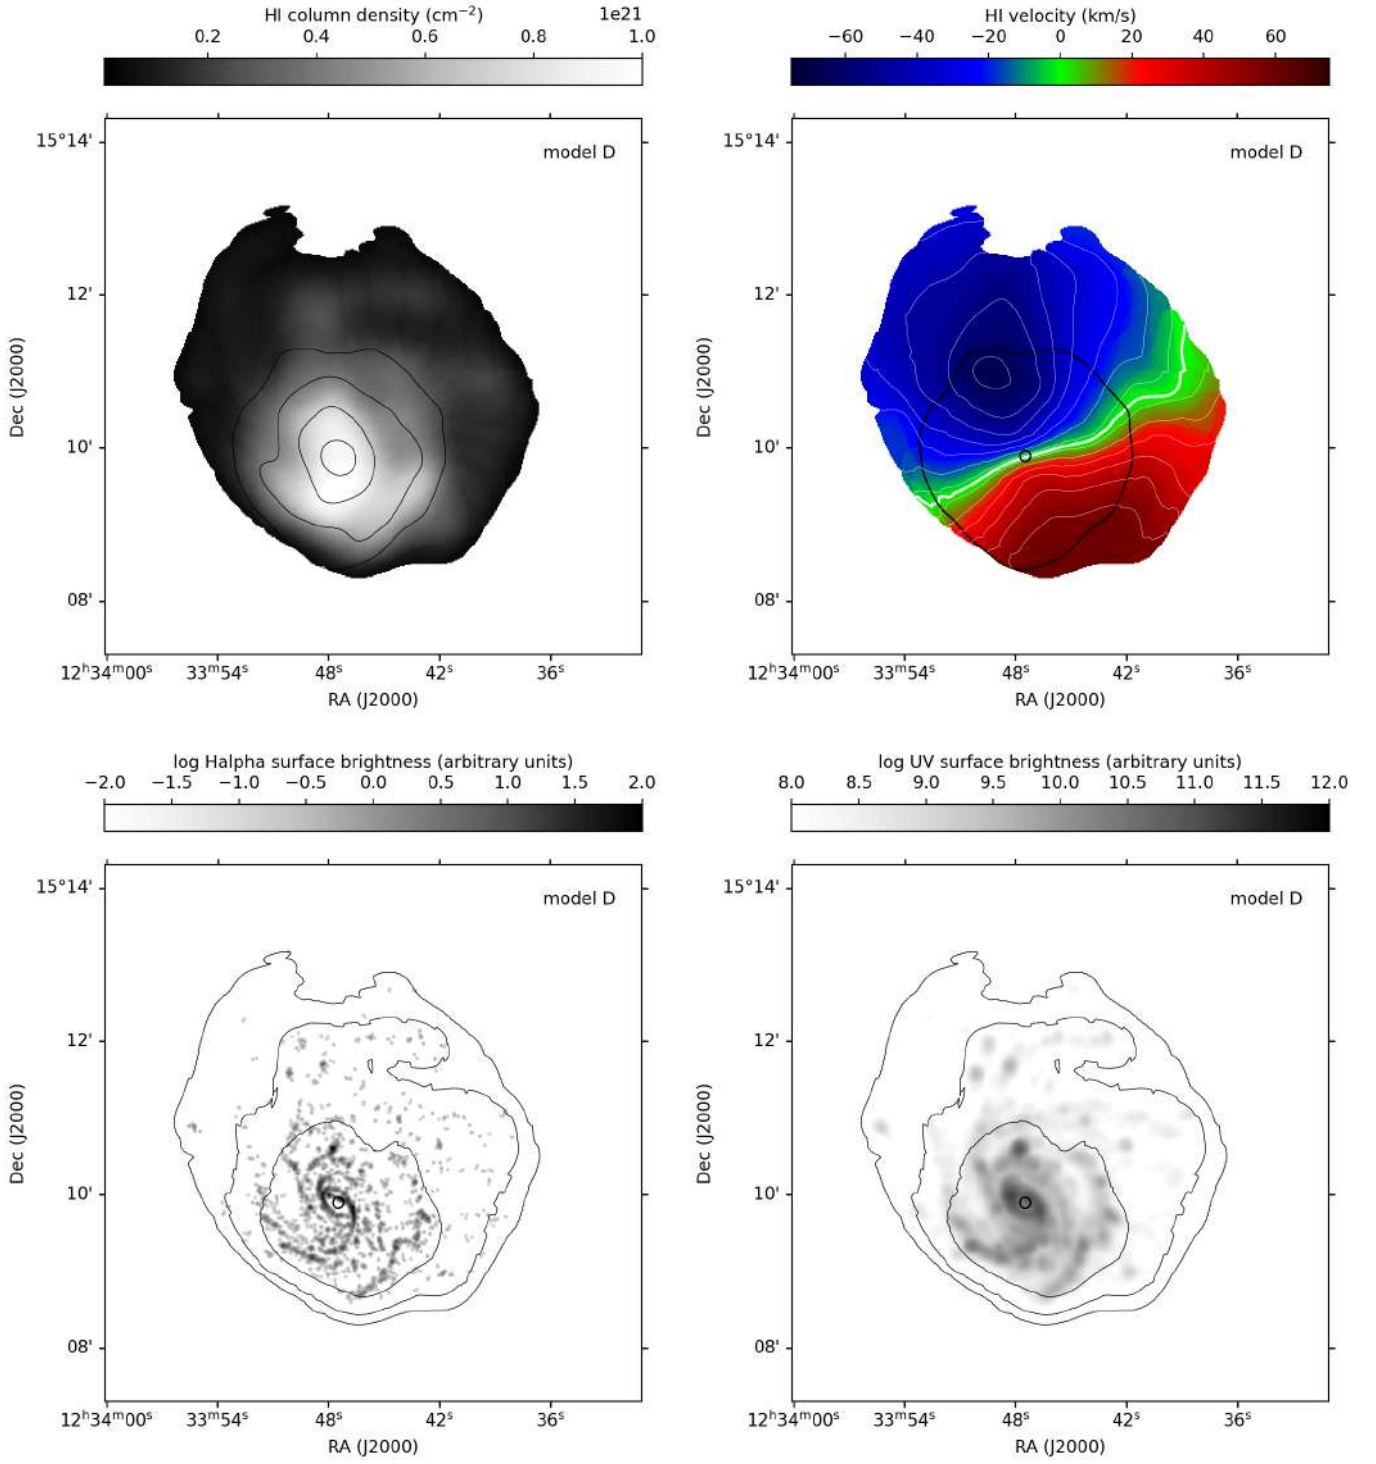 HI column density (cm⁻²) 1e21
0.2 0.4 0.6 0.8 1.0
model D
15°14'
12'
10'
08'
Dec (J2000)
12ʰ34ᵐ00ˢ 33ᵐ54ˢ 48ˢ 42ˢ 36ˢ
RA (J2000)
HI velocity (km/s)
−60 −40 −20 0 20 40 60
model D
15°14'
12'
10'
08'
Dec (J2000)
12ʰ34ᵐ00ˢ 33ᵐ54ˢ 48ˢ 42ˢ 36ˢ
RA (J2000)
log Halpha surface brightness (arbitrary units)
−2.0 −1.5 −1.0 −0.5 0.0 0.5 1.0 1.5 2.0
model D
15°14'
12'
10'
08'
Dec (J2000)
12ʰ34ᵐ00ˢ 33ᵐ54ˢ 48ˢ 42ˢ 36ˢ
RA (J2000)
log UV surface brightness (arbitrary units)
8.0 8.5 9.0 9.5 10.0 10.5 11.0 11.5 12.0
model D
15°14'
12'
10'
08'
Dec (J2000)
12ʰ34ᵐ00ˢ 33ᵐ54ˢ 48ˢ 42ˢ 36ˢ
RA (J2000)